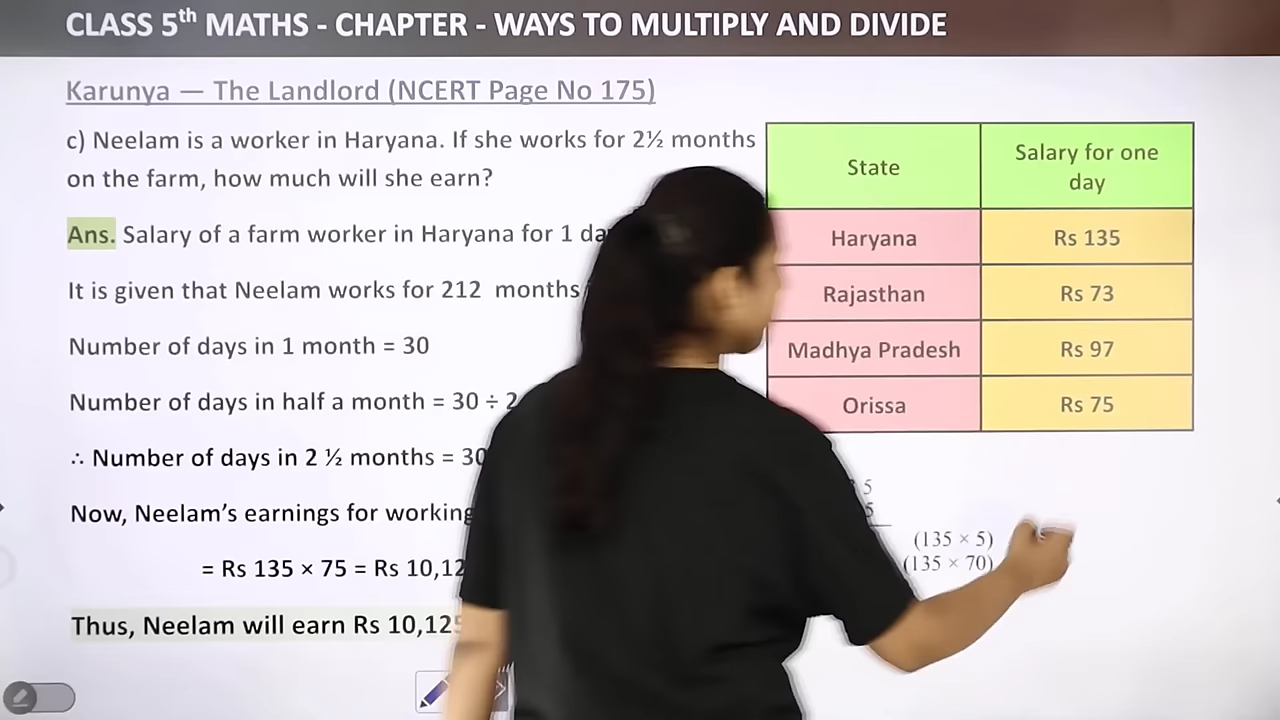 CLASS 5th MATHS - CHAPTER - WAYS TO MULTIPLY AND DIVIDE
Karunya — The Landlord (NCERT Page No 175)
c) Neelam is a worker in Haryana. If she works for 2½ months
on the farm, how much will she earn?
Ans. Salary of a farm worker in Haryana for 1
It is given that Neelam works for 212 months
Number of days in 1 month = 30
Number of days in half a month = 30 ÷ 2
∴ Number of days in 2 ½ months = 30
Now, Neelam's earnings for working
= Rs 135 × 75 = Rs 10,12
Thus, Neelam will earn Rs 10,125
State Salary for one
day
Haryana Rs 135
Rajasthan Rs 73
Madhya Pradesh Rs 97
Orissa Rs 75
5
5
(135 × 5)
(135 × 70)